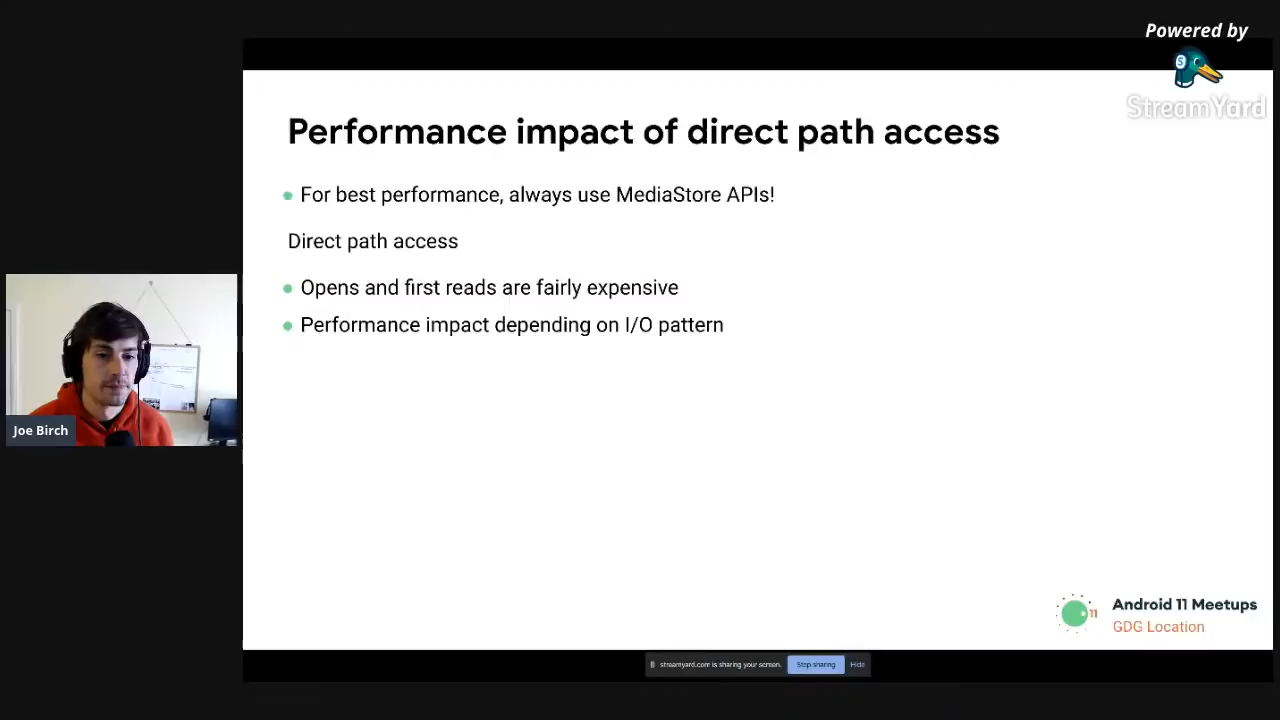 Powered by
StreamYard
Performance impact of direct path access
For best performance, always use MediaStore APIs!
Direct path access
Opens and first reads are fairly expensive
Performance impact depending on I/O pattern
Joe Birch
11
Android 11 Meetups
GDG Location
streamyard.com is sharing your screen.
Stop sharing
Hide